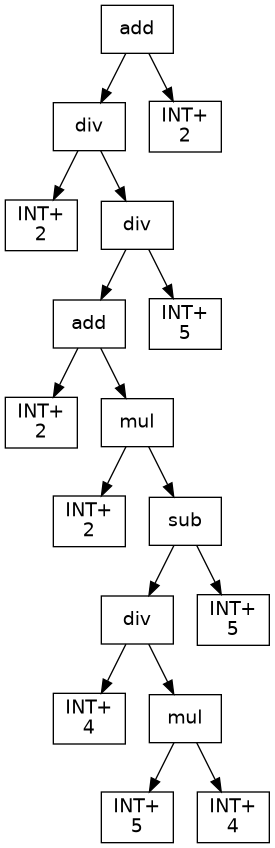 add
div
INT+
2
INT+
2
div
add
INT+
5
INT+
2
mul
INT+
2
sub
div
INT+
5
INT+
4
mul
INT+
5
INT+
4